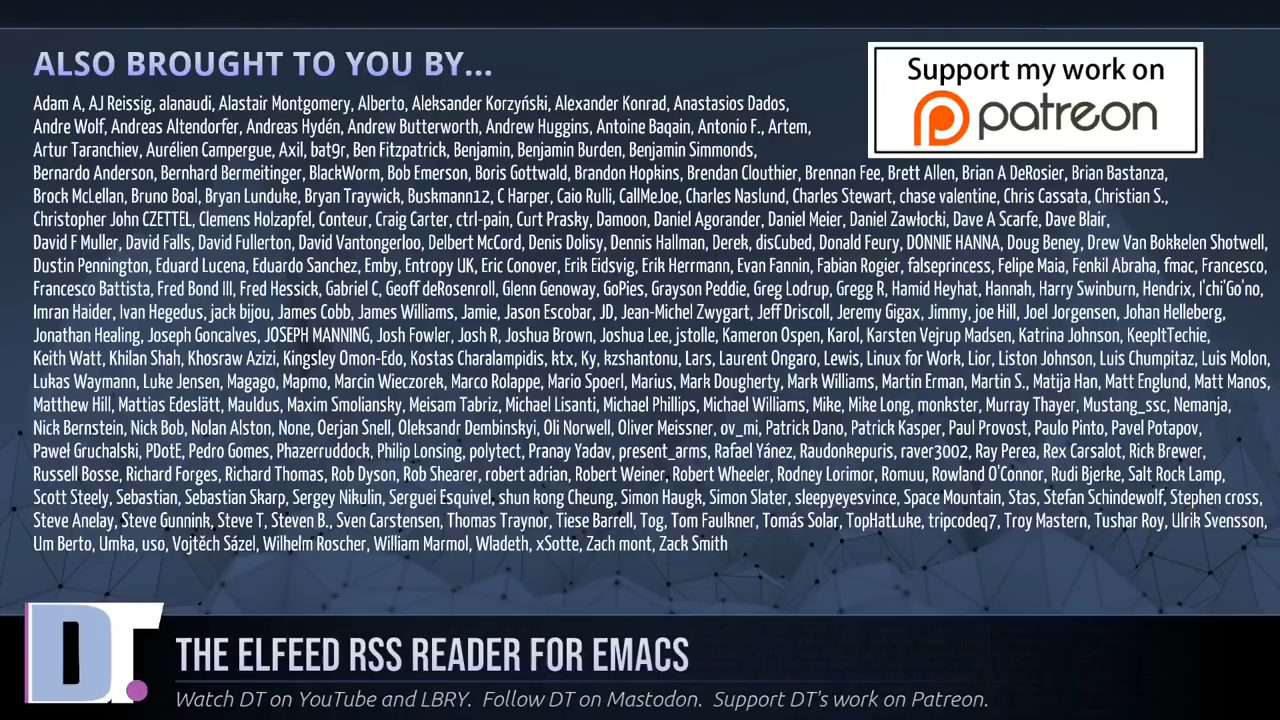 ALSO BROUGHT TO YOU BY...
Support my work on
patreon
Adam A, AJ Reissig, alanaudi, Alastair Montgomery, Alberto, Aleksander Korzyński, Alexander Konrad, Anastasios Dados,
Andre Wolf, Andreas Altendorfer, Andreas Hydén, Andrew Butterworth, Andrew Huggins, Antoine Baqain, Antonio F., Artem,
Artur Taranchiev, Aurélien Campergue, Axil, bat9r, Ben Fitzpatrick, Benjamin, Benjamin Burden, Benjamin Simmonds,
Bernardo Anderson, Bernhard Bermeitinger, BlackWorm, Bob Emerson, Boris Gottwald, Brandon Hopkins, Brendan Clouthier, Brennan Fee, Brett Allen, Brian A DeRosier, Brian Bastanza,
Brock McLellan, Bruno Boal, Bryan Lunduke, Bryan Traywick, Buskmann12, C Harper, Caio Rulli, CallMeJoe, Charles Naslund, Charles Stewart, chase valentine, Chris Cassata, Christian S.,
Christopher John CZETTEL, Clemens Holzapfel, Conteur, Craig Carter, ctrl-pain, Curt Prasky, Damoon, Daniel Agorander, Daniel Meier, Daniel Zawłocki, Dave A Scarfe, Dave Blair,
David F Muller, David Falls, David Fullerton, David Vantongerloo, Delbert McCord, Denis Dolisy, Dennis Hallman, Derek, disCubed, Donald Feury, DONNIE HANNA, Doug Beney, Drew Van Bokkelen Shotwell,
Dustin Pennington, Eduard Lucena, Eduardo Sanchez, Emby, Entropy UK, Eric Conover, Erik Eidsvig, Erik Herrmann, Evan Fannin, Fabian Rogier, falseprincess, Felipe Maia, Fenkil Abraha, fmac, Francesco,
Francesco Battista, Fred Bond III, Fred Hessick, Gabriel C, Geoff deRosenroll, Glenn Genoway, GoPies, Grayson Peddie, Greg Lodrup, Gregg R, Hamid Heyhat, Hannah, Harry Swinburn, Hendrix, I'chi'Go'no,
Imran Haider, Ivan Hegedus, jack bijou, James Cobb, James Williams, Jamie, Jason Escobar, JD, Jean-Michel Zwygart, Jeff Driscoll, Jeremy Gigax, Jimmy, joe Hill, Joel Jorgensen, Johan Helleberg,
Jonathan Healing, Joseph Goncalves, JOSEPH MANNING, Josh Fowler, Josh R, Joshua Brown, Joshua Lee, jstolle, Kameron Ospen, Karol, Karsten Vejrup Madsen, Katrina Johnson, KeepItTechie,
Keith Watt, Khilan Shah, Khosraw Azizi, Kingsley Omon-Edo, Kostas Charalampidis, ktx, Ky, kzshantonu, Lars, Laurent Ongaro, Lewis, Linux for Work, Lior, Liston Johnson, Luis Chumpitaz, Luis Molon,
Lukas Waymann, Luke Jensen, Magago, Mapmo, Marcin Wieczorek, Marco Rolappe, Mario Spoerl, Marius, Mark Dougherty, Mark Williams, Martin Erman, Martin S., Matija Han, Matt Englund, Matt Manos,
Matthew Hill, Mattias Edeslätt, Mauldus, Maxim Smoliansky, Meisam Tabriz, Michael Lisanti, Michael Phillips, Michael Williams, Mike, Mike Long, monkster, Murray Thayer, Mustang_ssc, Nemanja,
Nick Bernstein, Nick Bob, Nolan Alston, None, Oerjan Snell, Oleksandr Dembinskyi, Oli Norwell, Oliver Meissner, ov_mi, Patrick Dano, Patrick Kasper, Paul Provost, Paulo Pinto, Pavel Potapov,
Paweł Gruchalski, PDotE, Pedro Gomes, Phazerruddock, Philip Lonsing, polytect, Pranay Yadav, present_arms, Rafael Yánez, Raudonkepuris, raver3002, Ray Perea, Rex Carsalot, Rick Brewer,
Russell Bosse, Richard Forges, Richard Thomas, Rob Dyson, Rob Shearer, robert adrian, Robert Weiner, Robert Wheeler, Rodney Lorimor, Romuu, Rowland O'Connor, Rudi Bjerke, Salt Rock Lamp,
Scott Steely, Sebastian, Sebastian Skarp, Sergey Nikulin, Serguei Esquivel, shun kong Cheung, Simon Haugk, Simon Slater, sleepyeyesvince, Space Mountain, Stas, Stefan Schindewolf, Stephen cross,
Steve Anelay, Steve Gunnink, Steve T, Steven B., Sven Carstensen, Thomas Traynor, Tiese Barrell, Tog, Tom Faulkner, Tomás Solar, TopHatLuke, tripcodeq7, Troy Mastern, Tushar Roy, Ulrik Svensson,
Um Berto, Umka, uso, Vojtěch Sázel, Wilhelm Roscher, William Marmol, Wladeth, xSotte, Zach mont, Zack Smith
DT.
THE ELFEED RSS READER FOR EMACS
Watch DT on YouTube and LBRY. Follow DT on Mastodon. Support DT's work on Patreon.